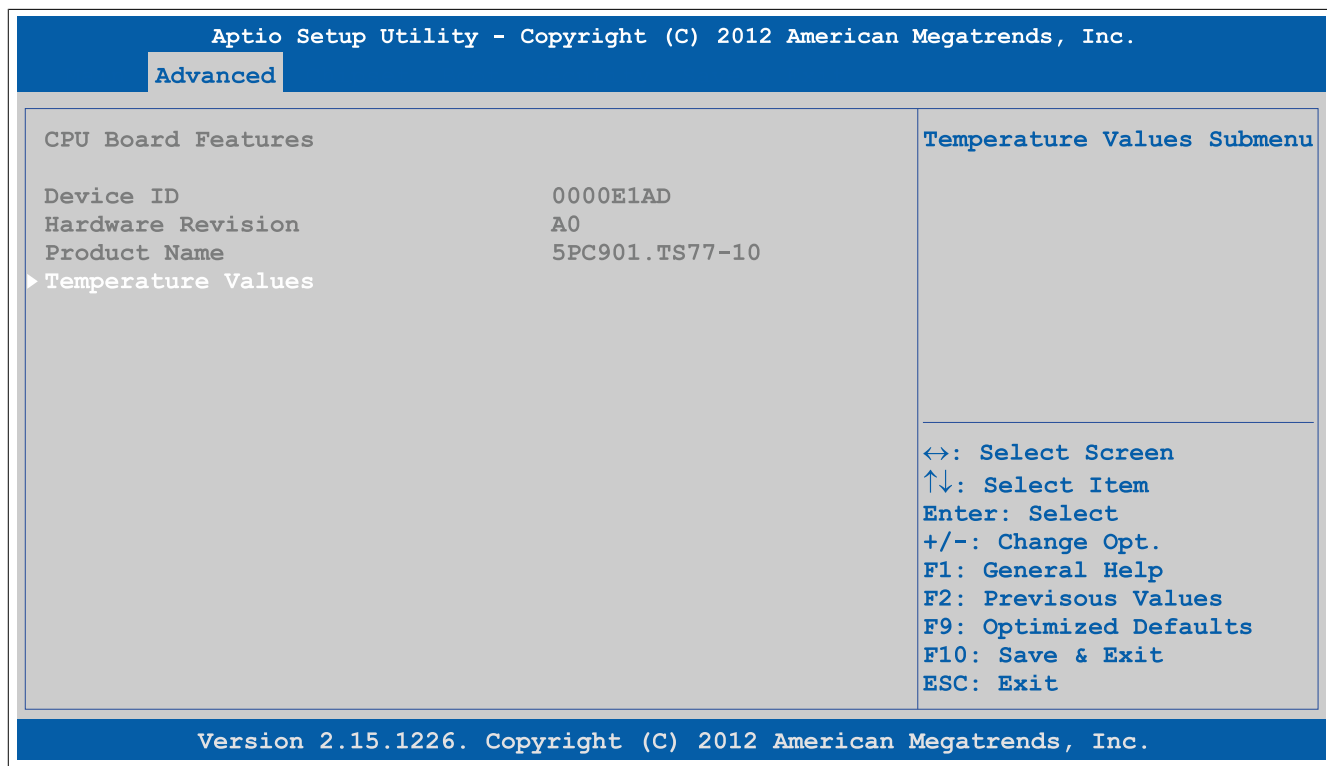 Aptio Setup Utility - Copyright (C) 2012 American Megatrends, Inc.
Advanced
CPU Board Features
Device ID 0000E1AD
Hardware Revision A0
Product Name 5PC901.TS77-10
Temperature Values
Temperature Values Submenu
↔: Select Screen
↑↓: Select Item
Enter: Select
+/-: Change Opt.
F1: General Help
F2: Previsous Values
F9: Optimized Defaults
F10: Save & Exit
ESC: Exit
Version 2.15.1226. Copyright (C) 2012 American Megatrends, Inc.